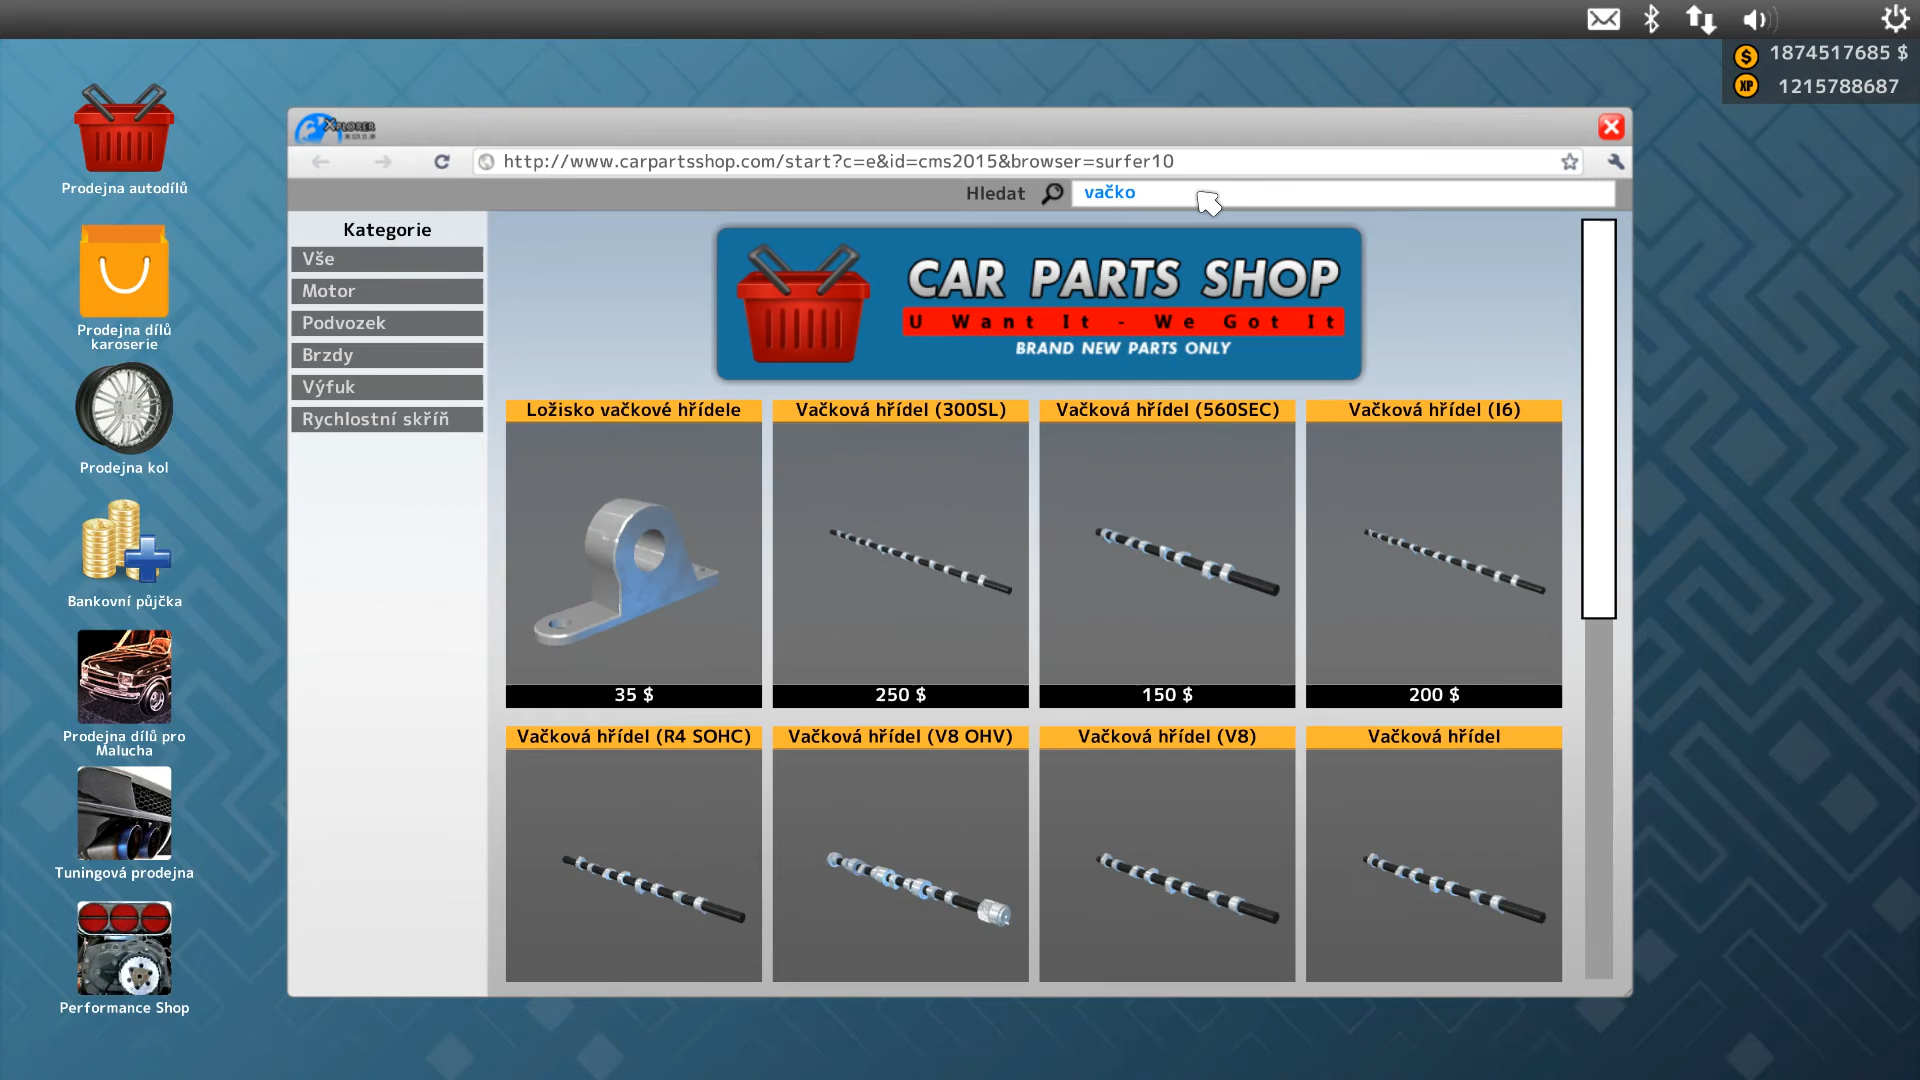 1874517685 $
XP
1215788687
Prodejna autodílů
Prodejna dílů
karoserie
Prodejna kol
Bankovní půjčka
Prodejna dílů pro
Malucha
Tuningová prodejna
Performance Shop
XPLORER
http://www.carpartsshop.com/start?c=e&id=cms2015&browser=surfer10
Hledat
vačko
Kategorie
Vše
Motor
Podvozek
Brzdy
Výfuk
Rychlostní skříň
CAR PARTS SHOP
U Want It - We Got It
BRAND NEW PARTS ONLY
Ložisko vačkové hřídele
Vačková hřídel (300SL)
Vačková hřídel (560SEC)
Vačková hřídel (I6)
35 $
250 $
150 $
200 $
Vačková hřídel (R4 SOHC)
Vačková hřídel (V8 OHV)
Vačková hřídel (V8)
Vačková hřídel